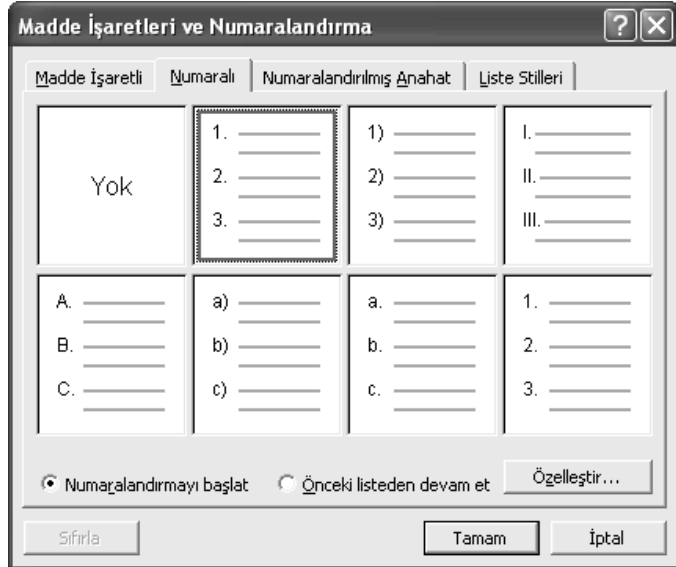 Madde İşaretleri ve Numaralandırma
Madde İşaretli Numaralı Numaralandırılmış Anahat Liste Stilleri
Yok
1.
2.
3.
1)
2)
3)
I.
II.
III.
A.
B.
C.
a)
b)
c)
a.
b.
c.
1.
2.
3.
Numaralandırmayı başlat Önceki listeden devam et Özelleştir...
Sıfırla Tamam İptal